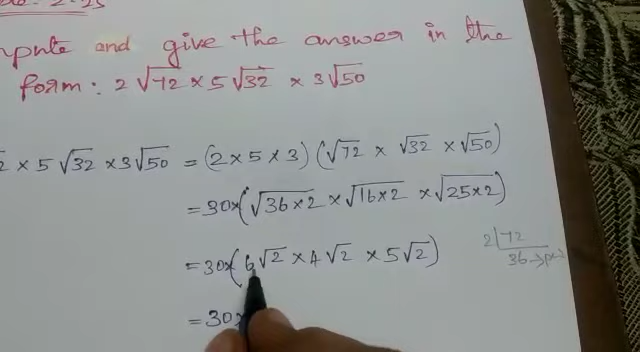 and give the answer in the
form: 2√72 × 5√32 × 3√50
× 5√32 × 3√50 = (2×5×3)(√72 × √32 × √50)
= 30×(√36×2 × √16×2 × √25×2)
2 | 72
36 →
= 30×(6√2 × 4√2 × 5√2)
= 30×